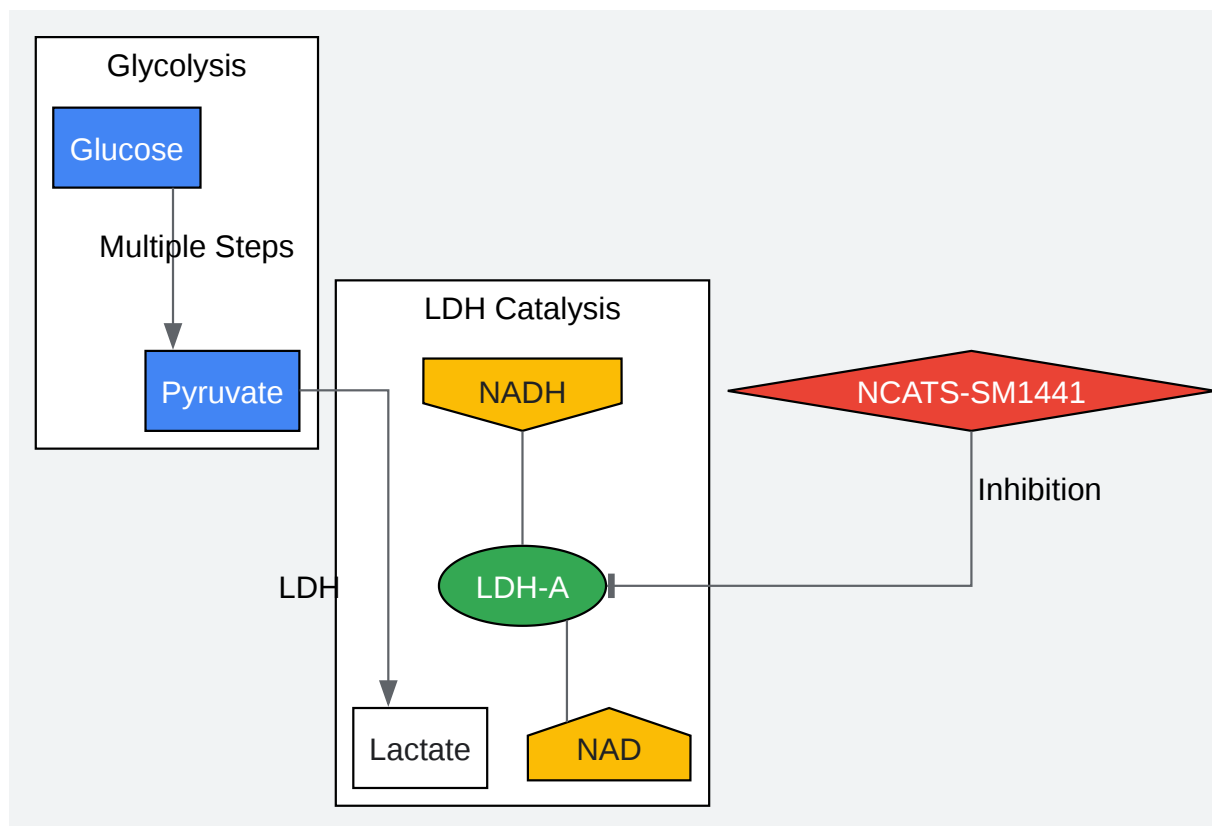 Glycolysis
Glucose
Multiple Steps
Pyruvate
LDH Catalysis
NADH
NCATS-SM1441
Inhibition
LDH
LDH-A
Lactate
NAD